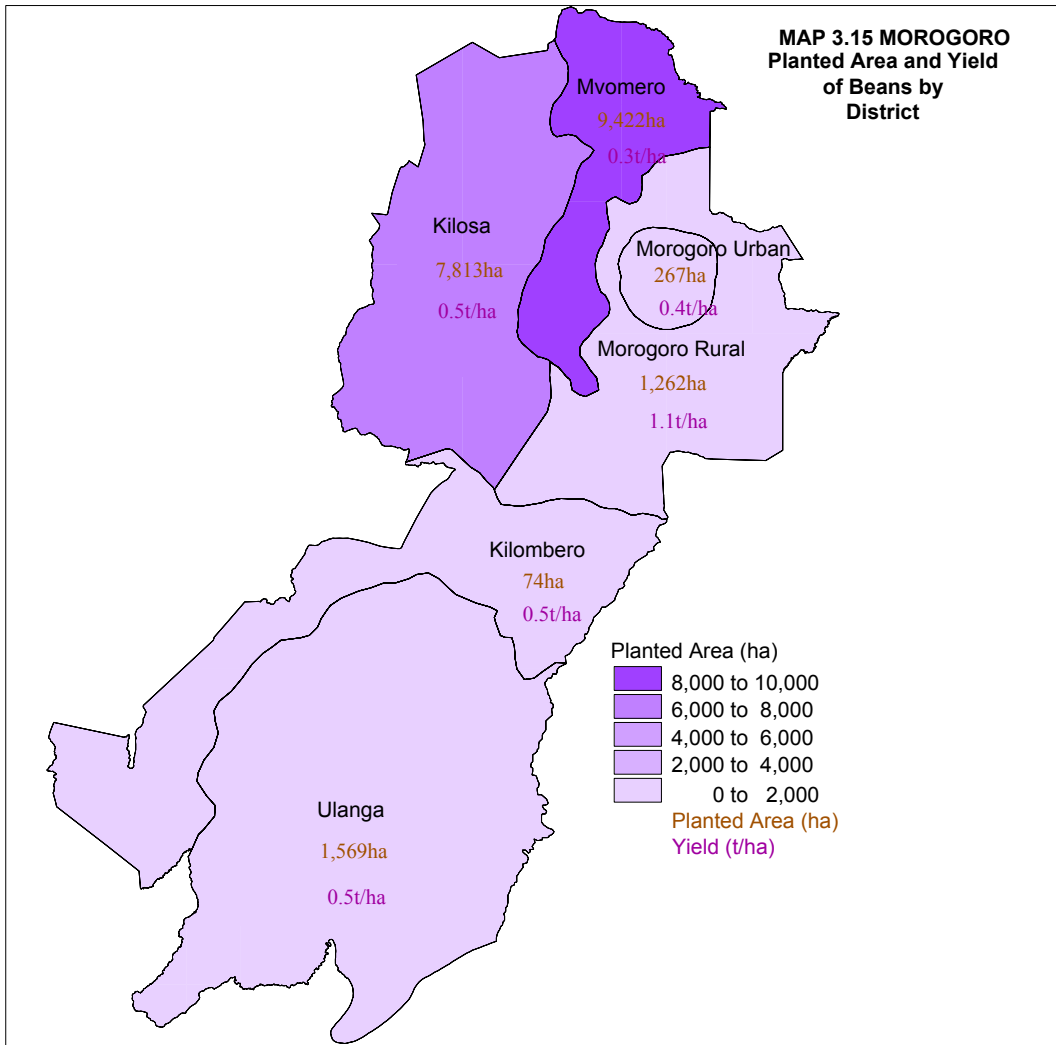 MAP 3.15 MOROGORO
Planted Area and Yield
of Beans by
District
Mvomero
9,422ha
0.3t/ha
Kilosa
7,813ha
0.5t/ha
Morogoro Urban
267ha
0.4t/ha
Morogoro Rural
1,262ha
1.1t/ha
Kilombero
74ha
0.5t/ha
Ulanga
1,569ha
0.5t/ha
Planted Area (ha)
8,000 to 10,000
6,000 to 8,000
4,000 to 6,000
2,000 to 4,000
0 to 2,000
Planted Area (ha)
Yield (t/ha)